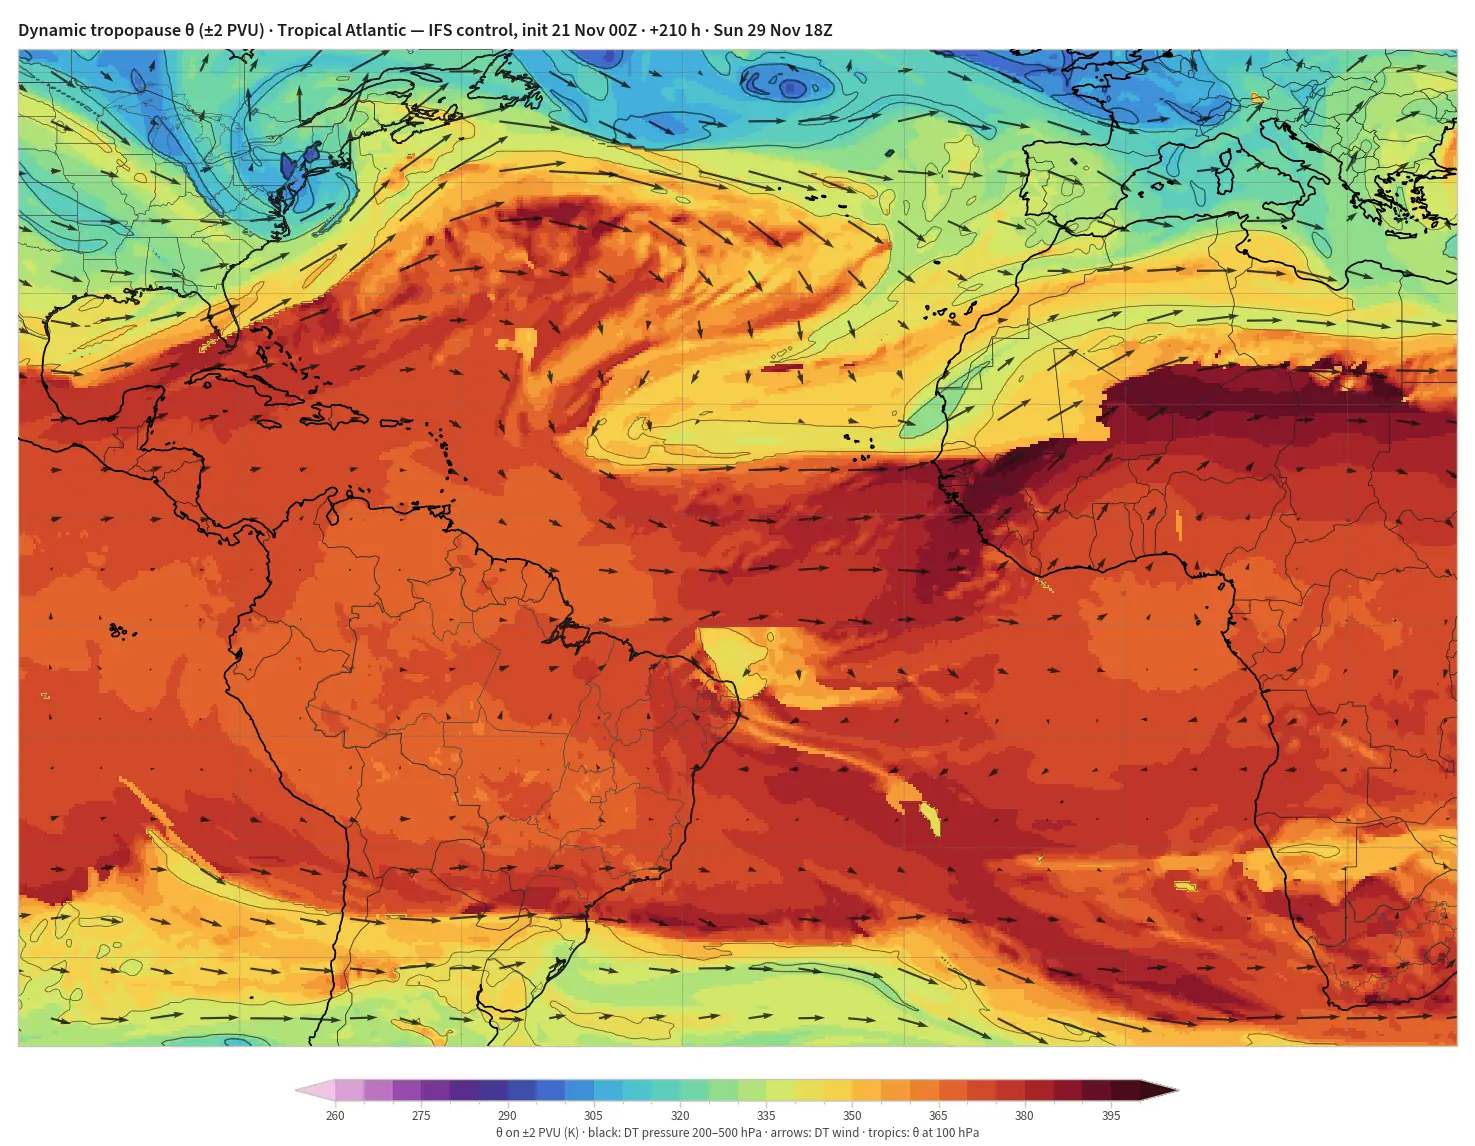 Dynamic tropopause θ (±2 PVU) · Tropical Atlantic — IFS control, init 21 Nov 00Z · +210 h · Sun 29 Nov 18Z
260 275 290 305 320 335 350 365 380 395
θ on ±2 PVU (K) · black: DT pressure 200–500 hPa · arrows: DT wind · tropics: θ at 100 hPa